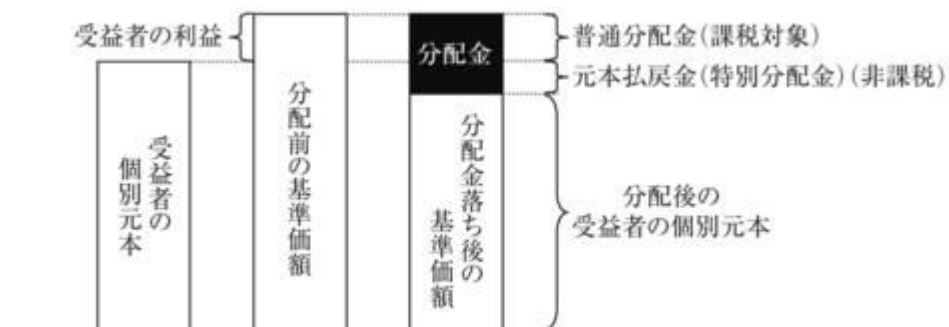 受益者の利益
普通分配金(課税対象)
分配金
元本払戻金(特別分配金)(非課税)
受益者の
個別元本
分配前の基準価額
分配金落ち後の
基準価額
分配後の
受益者の個別元本